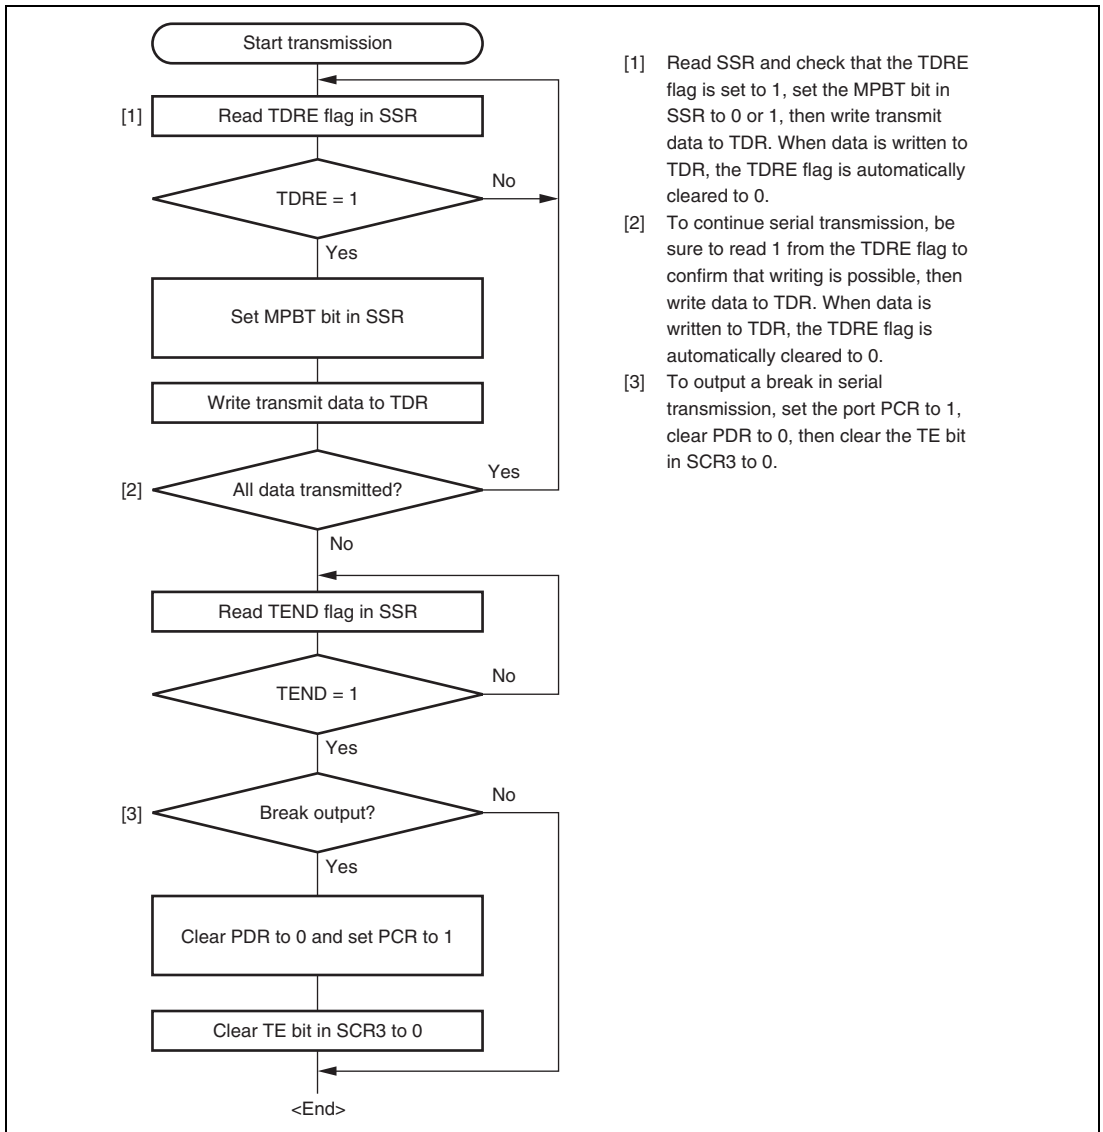 Start transmission
[1]
Read TDRE flag in SSR
TDRE = 1
No
Yes
Set MPBT bit in SSR
Write transmit data to TDR
[2]
All data transmitted?
Yes
No
Read TEND flag in SSR
TEND = 1
No
Yes
[3]
Break output?
No
Yes
Clear PDR to 0 and set PCR to 1
Clear TE bit in SCR3 to 0
<End>
[1] Read SSR and check that the TDRE
flag is set to 1, set the MPBT bit in
SSR to 0 or 1, then write transmit
data to TDR. When data is written to
TDR, the TDRE flag is automatically
cleared to 0.
[2] To continue serial transmission, be
sure to read 1 from the TDRE flag to
confirm that writing is possible, then
write data to TDR. When data is
written to TDR, the TDRE flag is
automatically cleared to 0.
[3] To output a break in serial
transmission, set the port PCR to 1,
clear PDR to 0, then clear the TE bit
in SCR3 to 0.